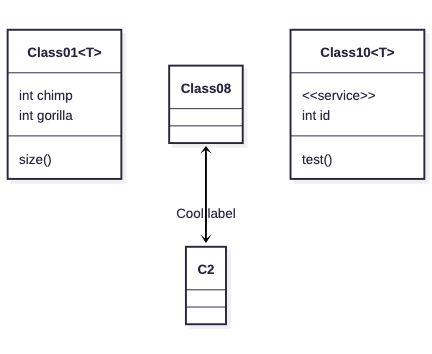 Class01<T>
int chimp
int gorilla
size()
Class08
Cool label
C2
Class10<T>
<<service>>
int id
test()